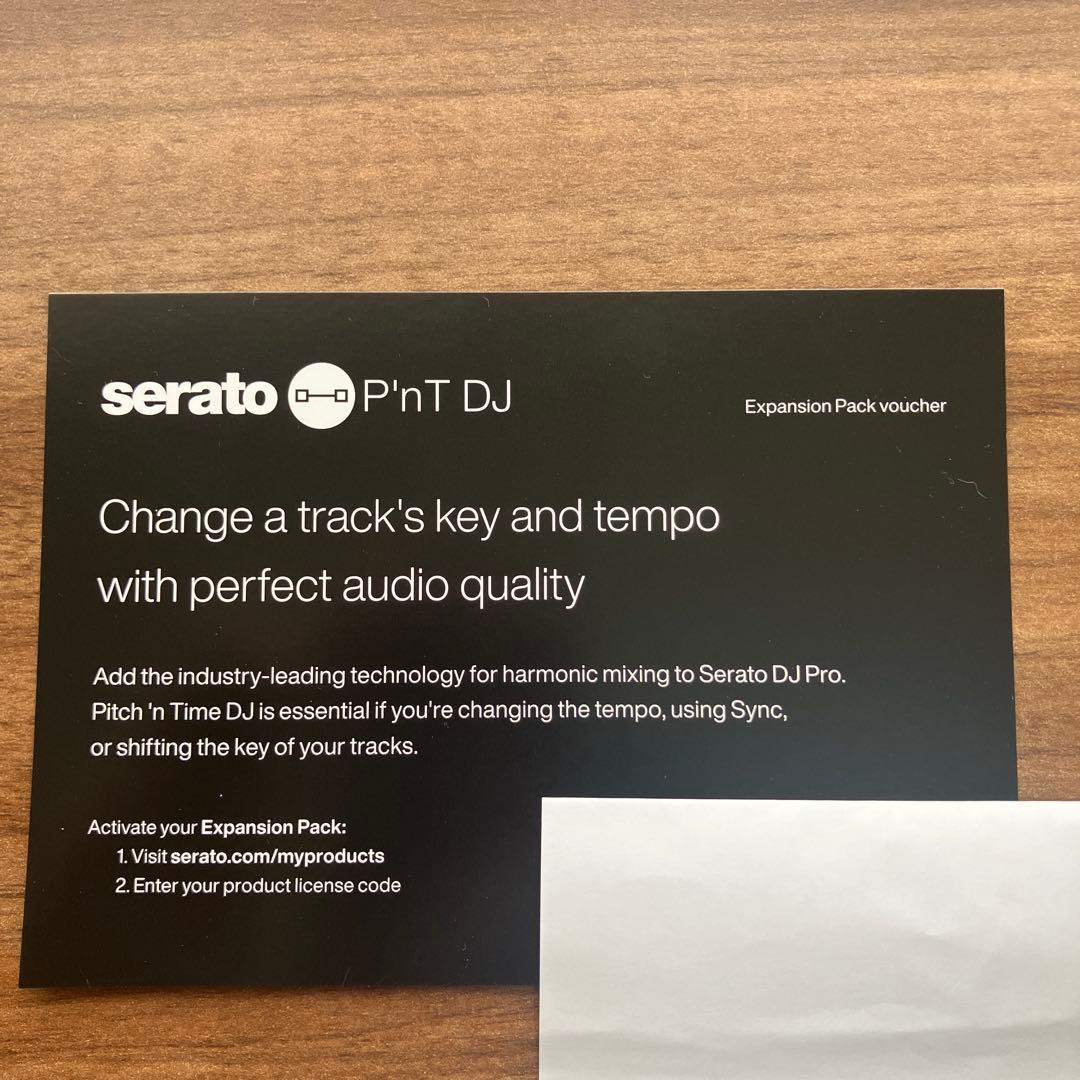 serato P'nT DJ
Expansion Pack voucher
Change a track's key and tempo
with perfect audio quality
Add the industry-leading technology for harmonic mixing to Serato DJ Pro.
Pitch 'n Time DJ is essential if you're changing the tempo, using Sync,
or shifting the key of your tracks.
Activate your Expansion Pack:
1. Visit serato.com/myproducts
2. Enter your product license code